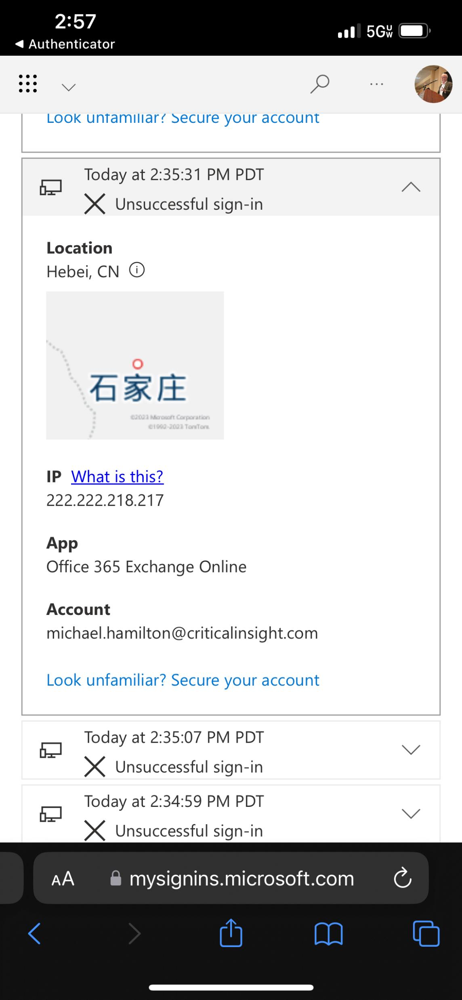 2:57
5G UW
◀ Authenticator
Look unfamiliar? Secure your account
Today at 2:35:31 PM PDT
Unsuccessful sign-in
Location
Hebei, CN
石家庄
©2023 Microsoft Corporation
©1992-2023 TomTom
IP What is this?
222.222.218.217
App
Office 365 Exchange Online
Account
michael.hamilton@criticalinsight.com
Look unfamiliar? Secure your account
Today at 2:35:07 PM PDT
Unsuccessful sign-in
Today at 2:34:59 PM PDT
Unsuccessful sign-in
AA mysignins.microsoft.com